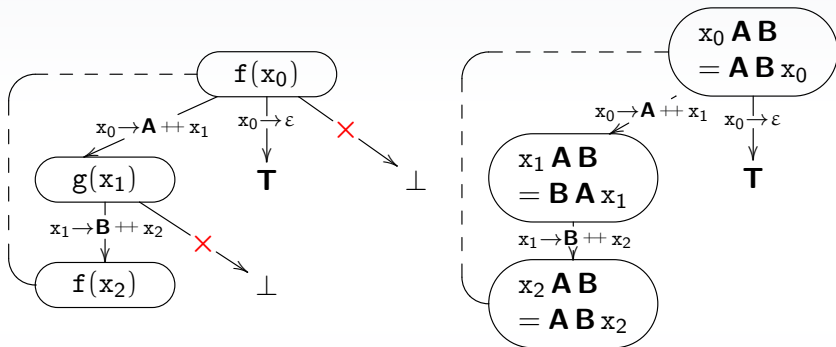 f(x₀)
x₀→A ++ x₁
x₀→ε
g(x₁)
T
⊥
x₁→B ++ x₂
f(x₂)
⊥
x₀ A B
= A B x₀
x₀→A ++ x₁
x₀→ε
x₁ A B
= B A x₁
T
x₁→B ++ x₂
x₂ A B
= A B x₂